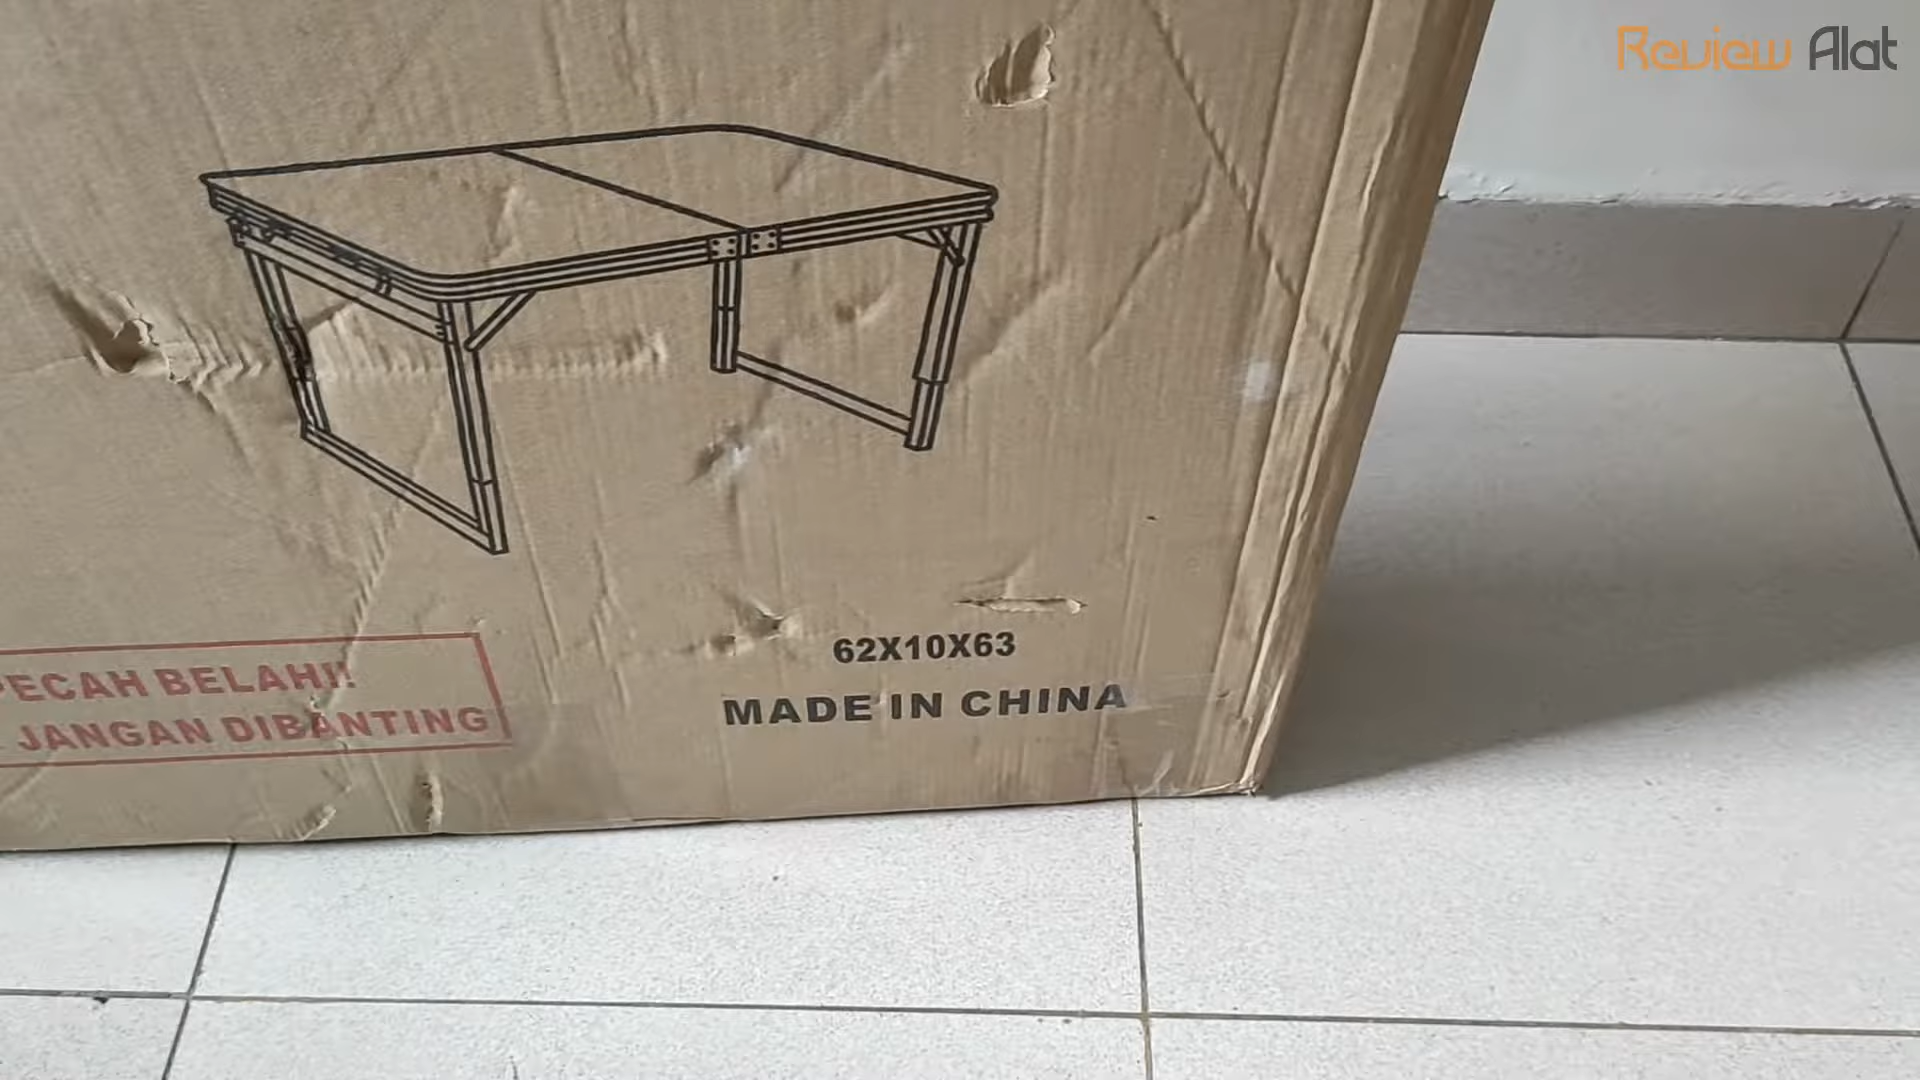 Review Alat
PECAH BELAH!!
JANGAN DIBANTING
62X10X63
MADE IN CHINA